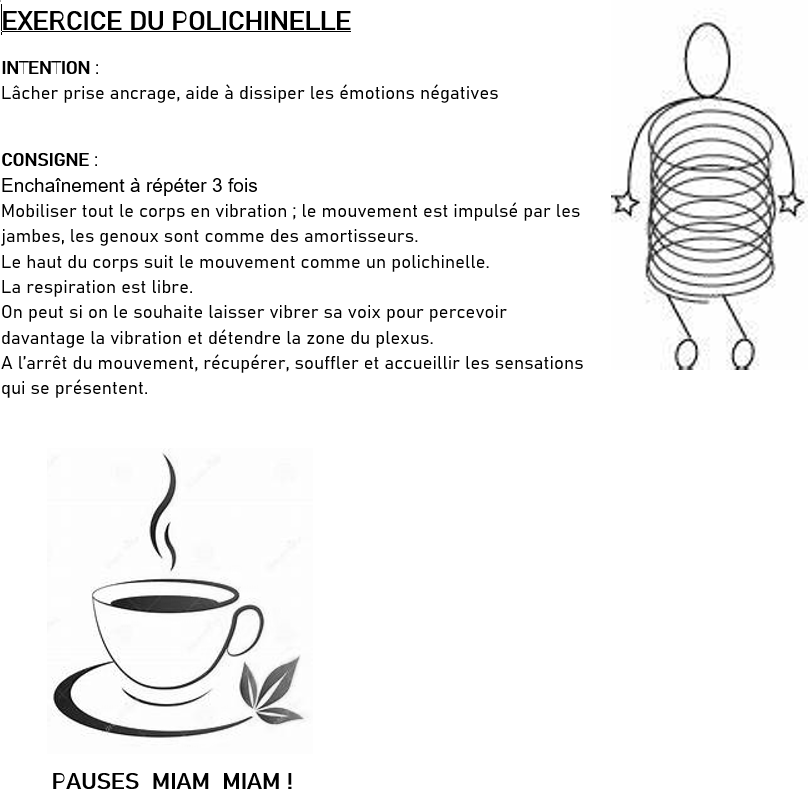 EXERCICE DU POLICHINELLE
INTENTION :
Lâcher prise ancrage, aide à dissiper les émotions négatives
CONSIGNE :
Enchaînement à répéter 3 fois
Mobiliser tout le corps en vibration ; le mouvement est impulsé par les
jambes, les genoux sont comme des amortisseurs.
Le haut du corps suit le mouvement comme un polichinelle.
La respiration est libre.
On peut si on le souhaite laisser vibrer sa voix pour percevoir
davantage la vibration et détendre la zone du plexus.
A l’arrêt du mouvement, récupérer, souffler et accueillir les sensations
qui se présentent.
PAUSES MIAM MIAM !